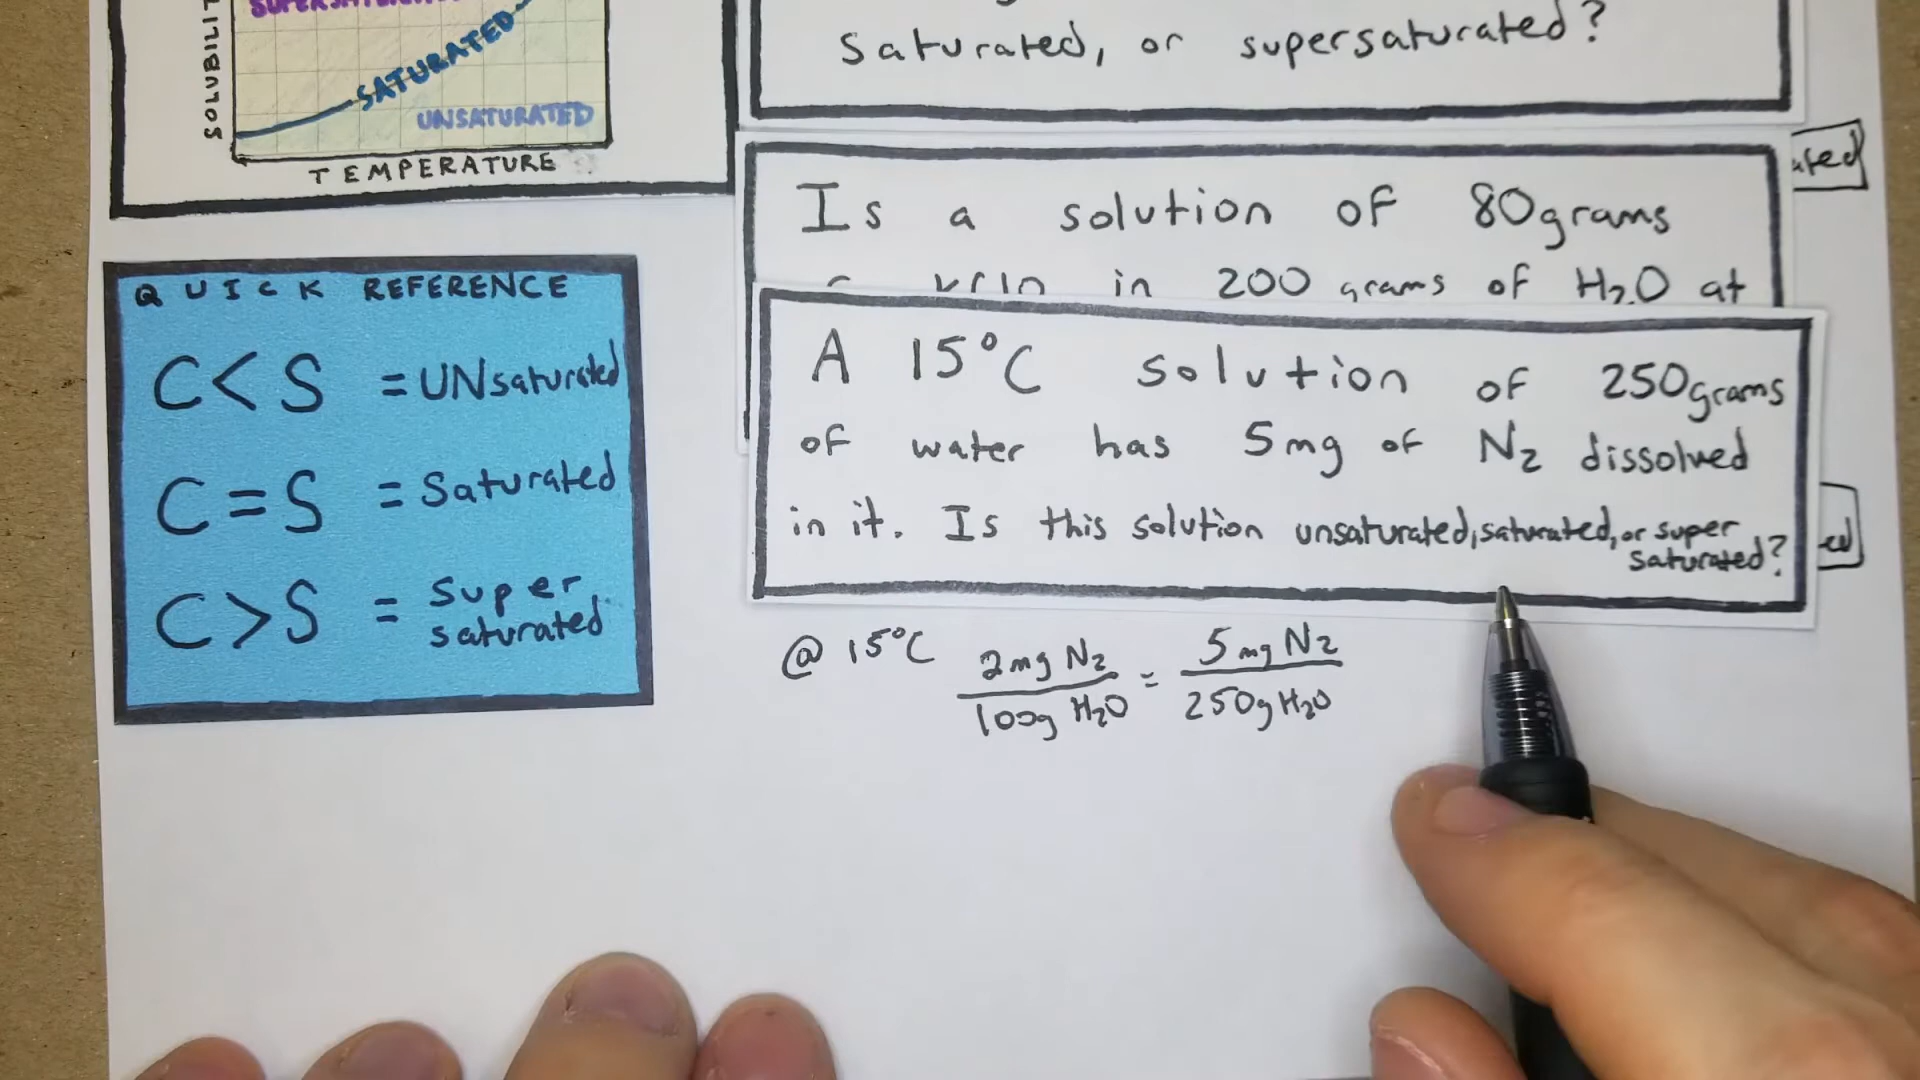 SATURATED
UNSATURATED
TEMPERATURE
saturated, or supersaturated?
Is a solution of 80grams
in 200 grams of H2O at
QUICK REFERENCE
C < S = UNsaturated
C = S = Saturated
C > S = super
saturated
A 15°C solution of 250grams
of water has 5mg of N2 dissolved
in it. Is this solution unsaturated, saturated, or super
saturated?
@ 15°C 2mg N2 / 100g H2O = 5mg N2 / 250g H2O